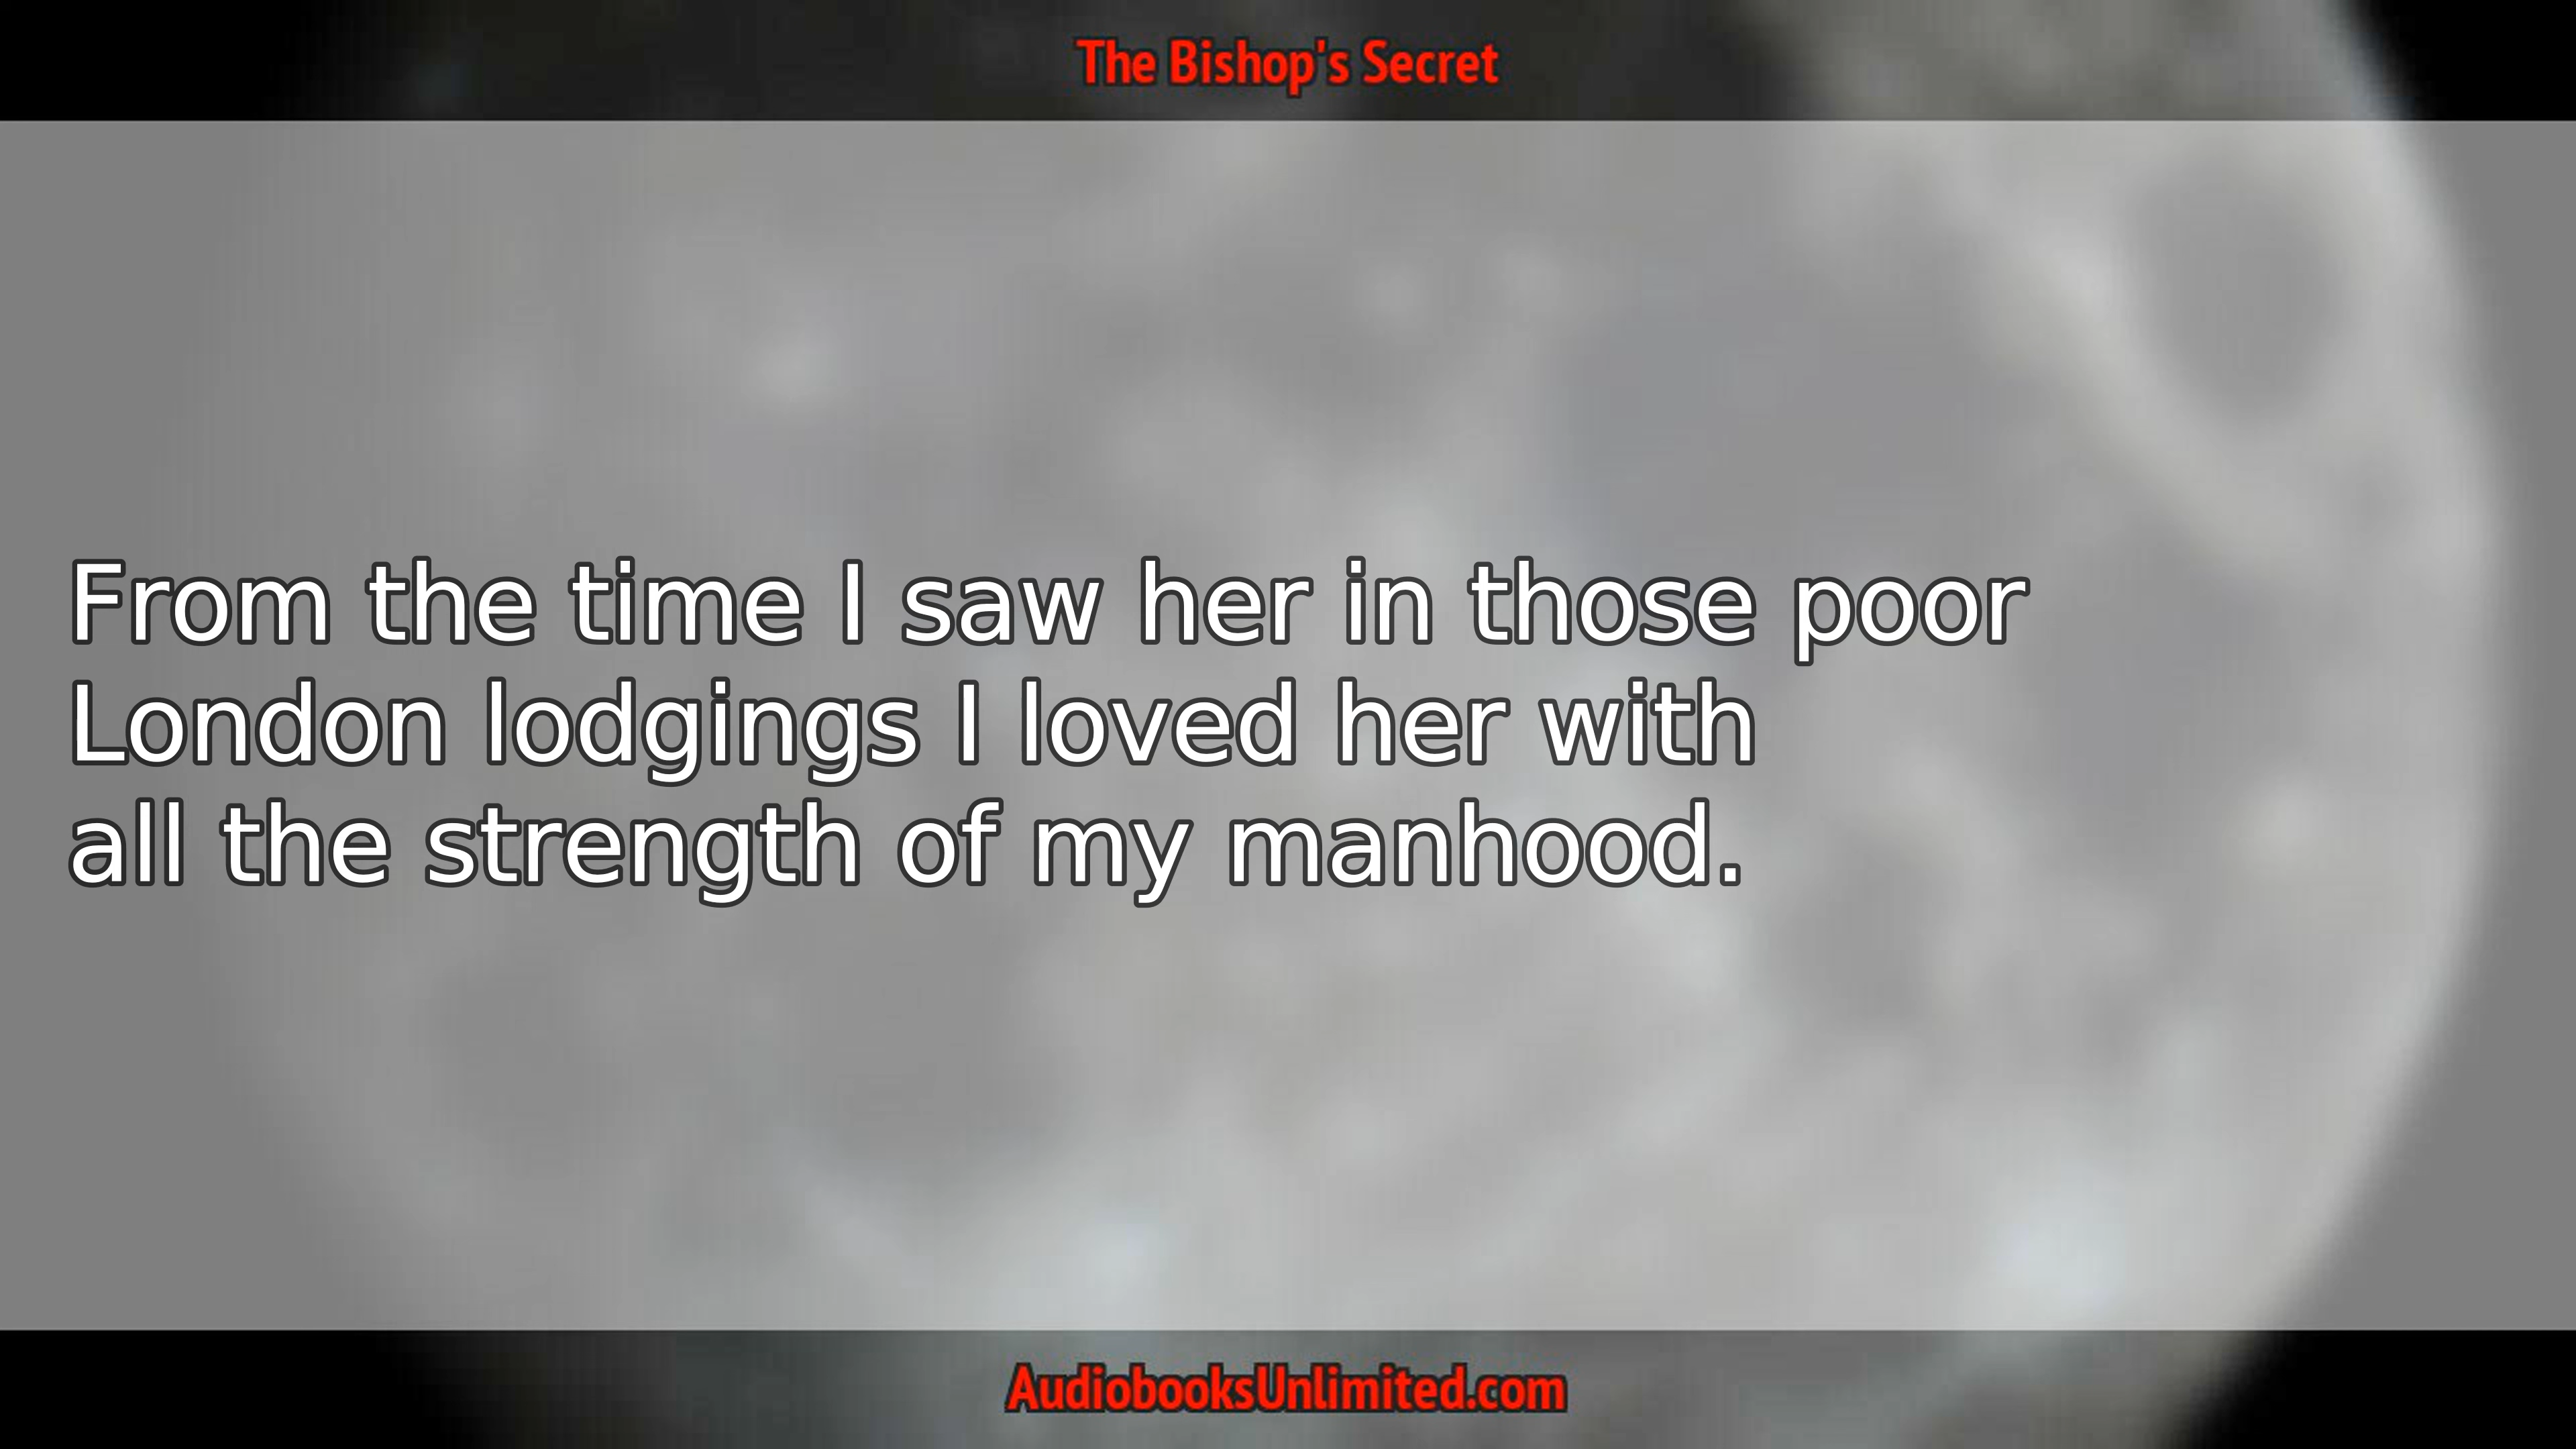 The Bishop's Secret
From the time I saw her in those poor
London lodgings I loved her with
all the strength of my manhood.
AudiobooksUnlimited.com